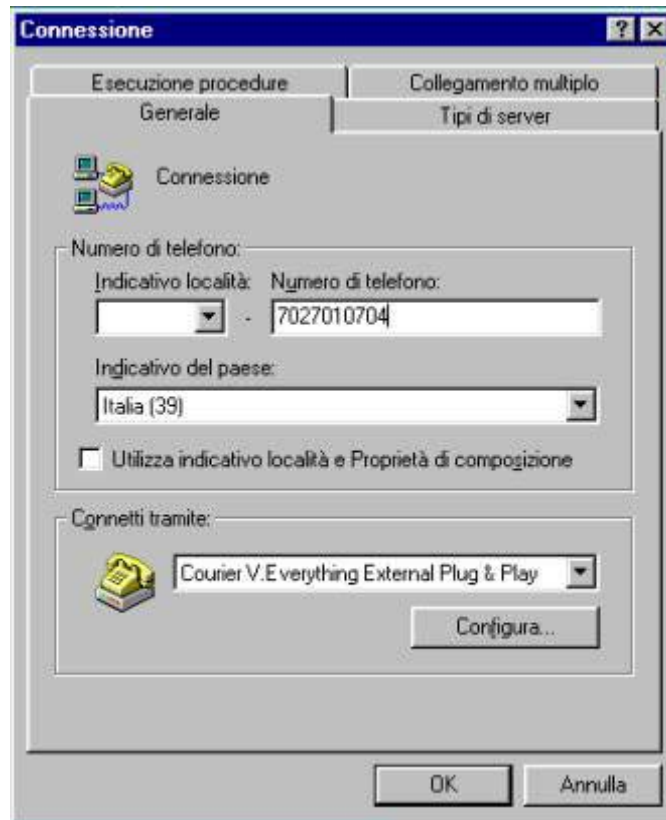 Connessione
Esecuzione procedure Collegamento multiplo
Generale Tipi di server
Connessione
Numero di telefono:
Indicativo località: Numero di telefono:
- 7027010704
Indicativo del paese:
Italia (39)
Utilizza indicativo località e Proprietà di composizione
Connetti tramite:
Courier V.Everything External Plug & Play
Configura...
OK Annulla